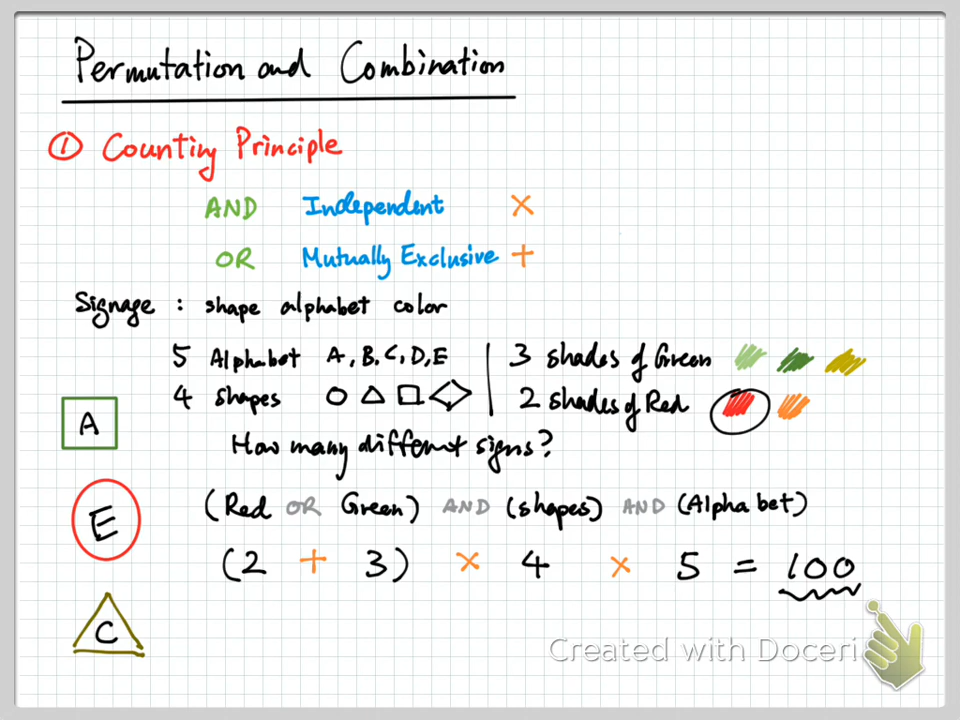 Permutation and Combination
① Counting Principle
AND Independent ×
OR Mutually Exclusive +
Signage : shape alphabet color
5 Alphabet A, B, C, D, E
4 shapes
3 shades of Green
2 shades of Red
How many different signs?
A
E
C
(Red OR Green) AND (shapes) AND (Alphabet)
(2 + 3) × 4 × 5 = 100
Created with Doceri